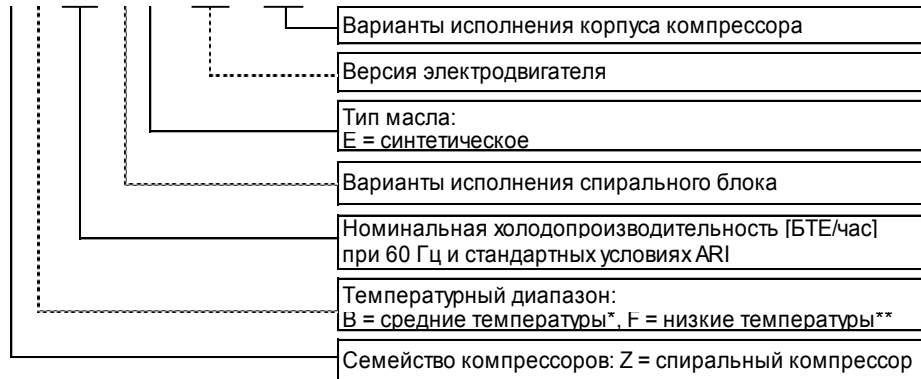 Варианты исполнения корпуса компрессора
Версия электродвигателя
Тип масла:
E = синтетическое
Варианты исполнения спирального блока
Номинальная холодопроизводительность [БТЕ/час]
при 60 Гц и стандартных условиях ARI
Температурный диапазон:
B = средние температуры*, F = низкие температуры**
Семейство компрессоров: Z = спиральный компрессор